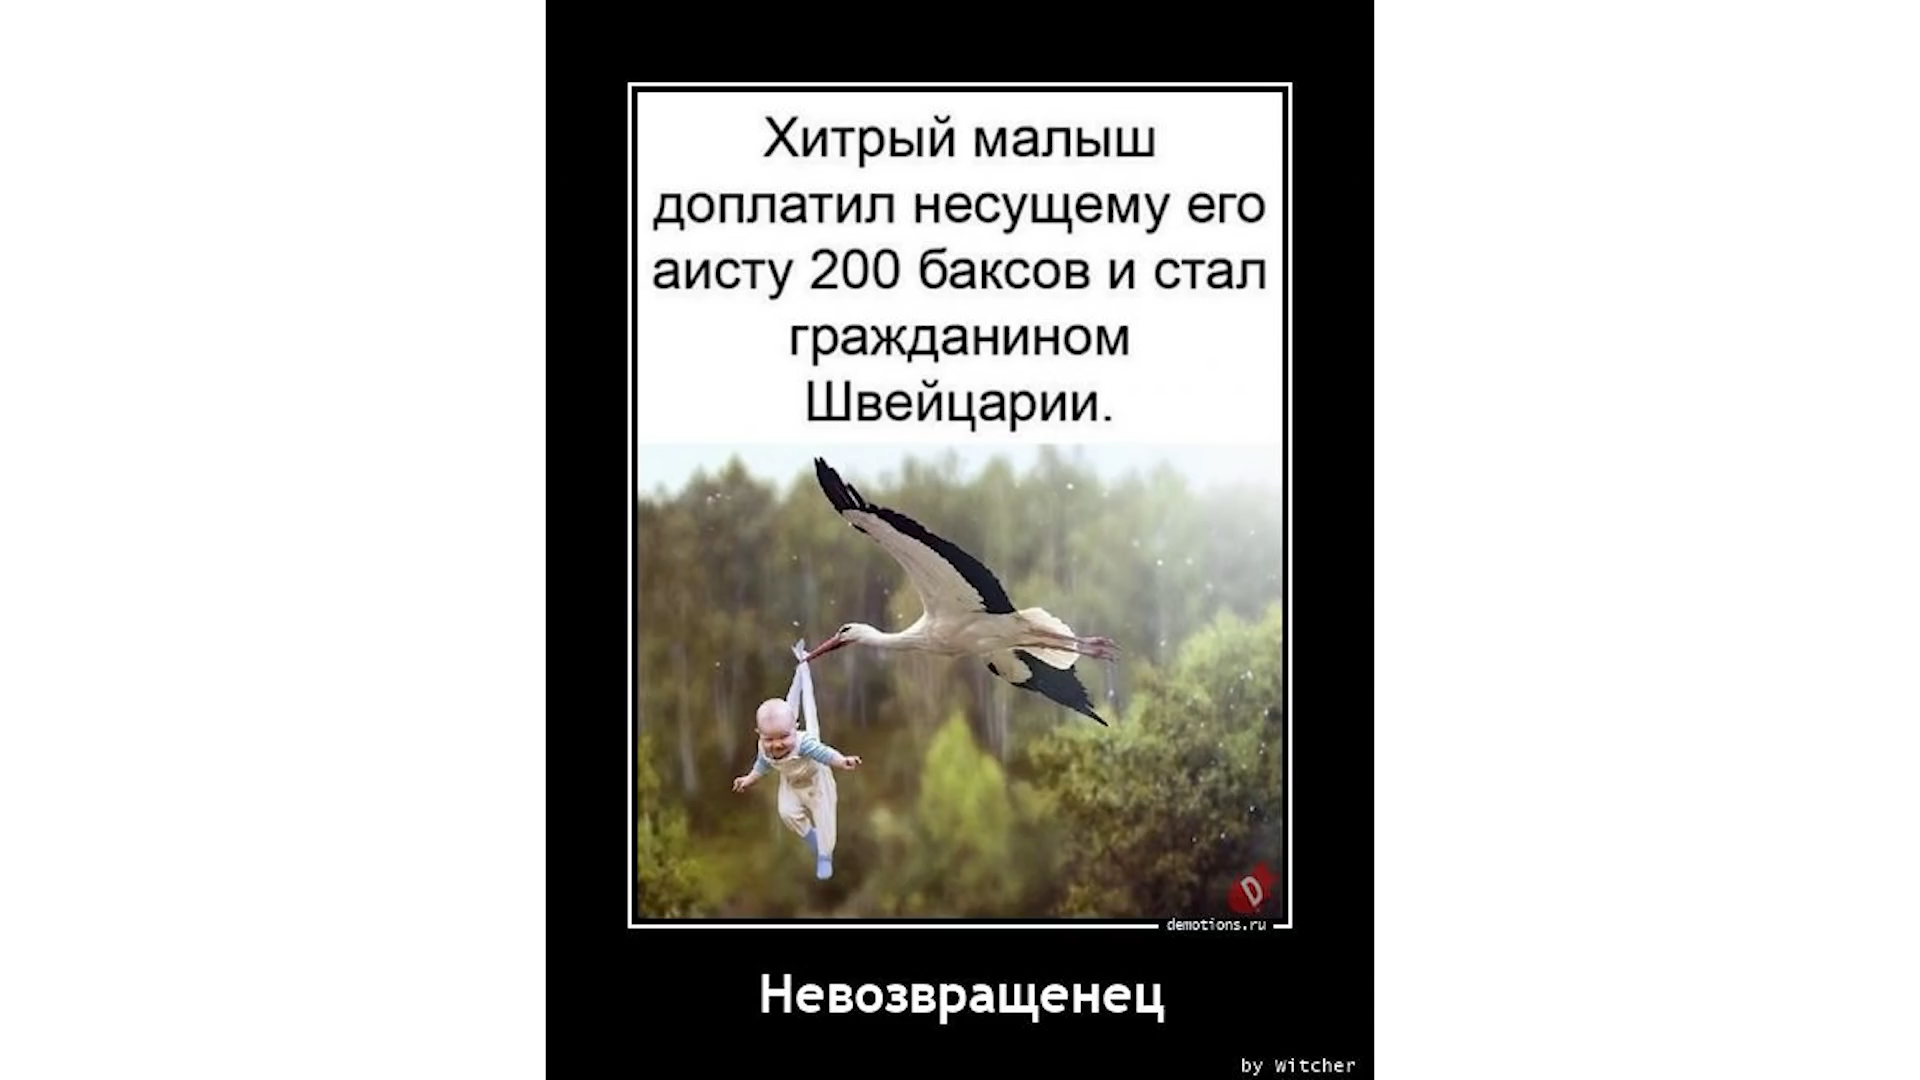 Хитрый малыш
доплатил несущему его
аисту 200 баксов и стал
гражданином
Швейцарии.
D
demotions.ru
Невозвращенец
by Witcher